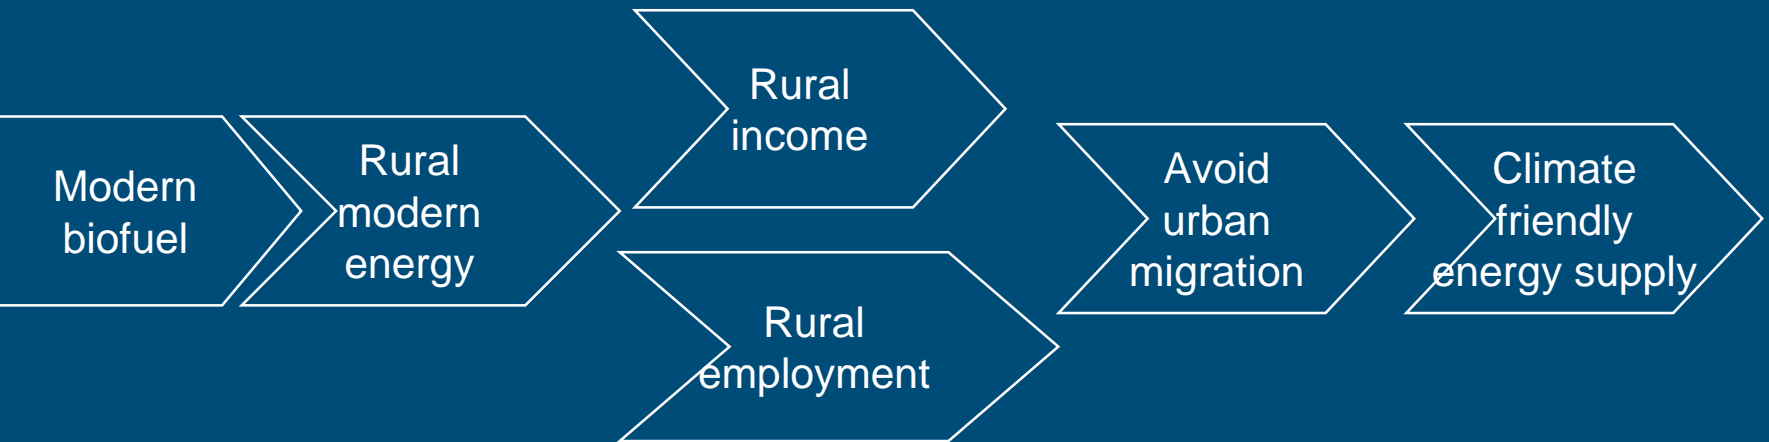 Modern
biofuel
Rural
modern
energy
Rural
income
Rural
employment
Avoid
urban
migration
Climate
friendly
energy supply